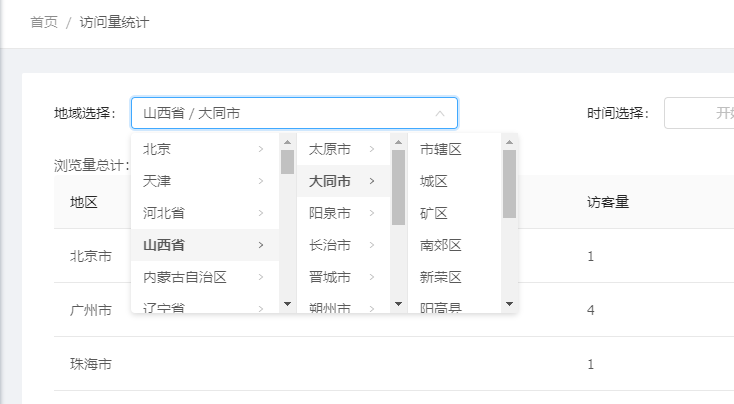 首页 / 访问量统计
地域选择: 山西省 / 大同市 时间选择:
北京 太原市 市辖区
浏览量总计:
天津 大同市 城区
地区 河北省 阳泉市 矿区 访客量
山西省 长治市 南郊区
北京市 1
内蒙古自治区 晋城市 新荣区
广州市 辽宁省 朔州市 阳高县 4
珠海市 1